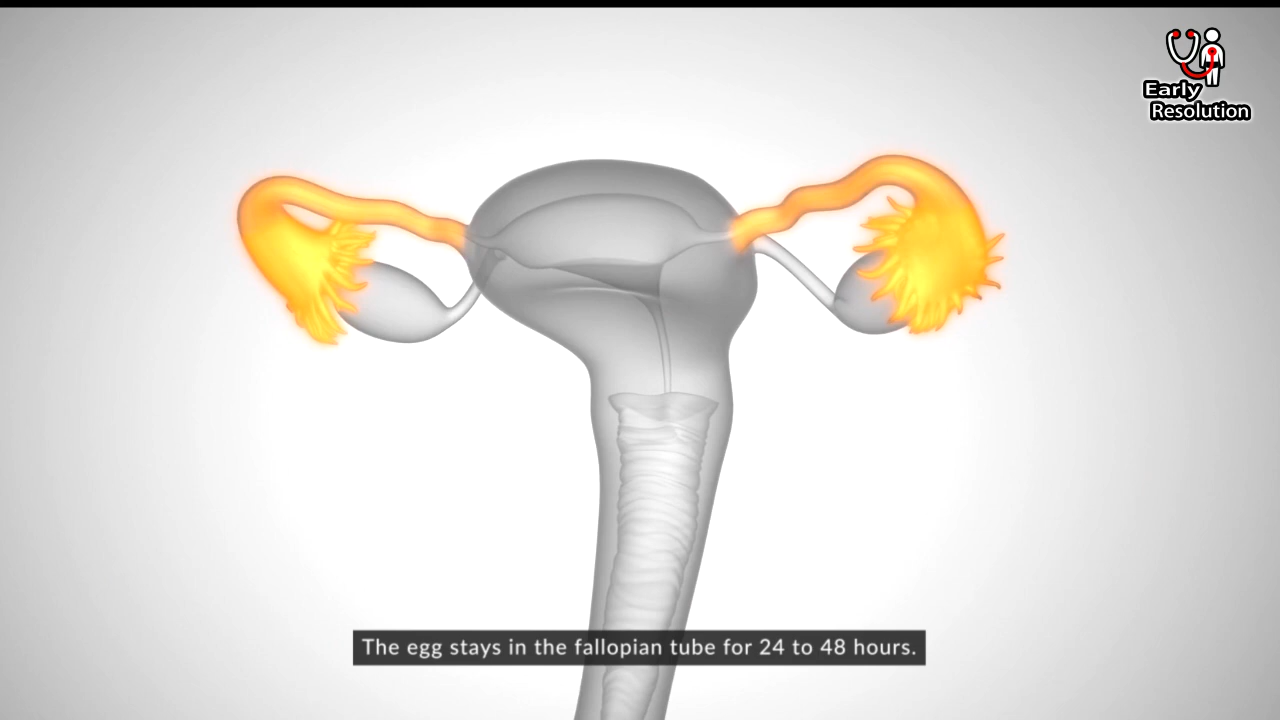 Early
Resolution
The egg stays in the fallopian tube for 24 to 48 hours.